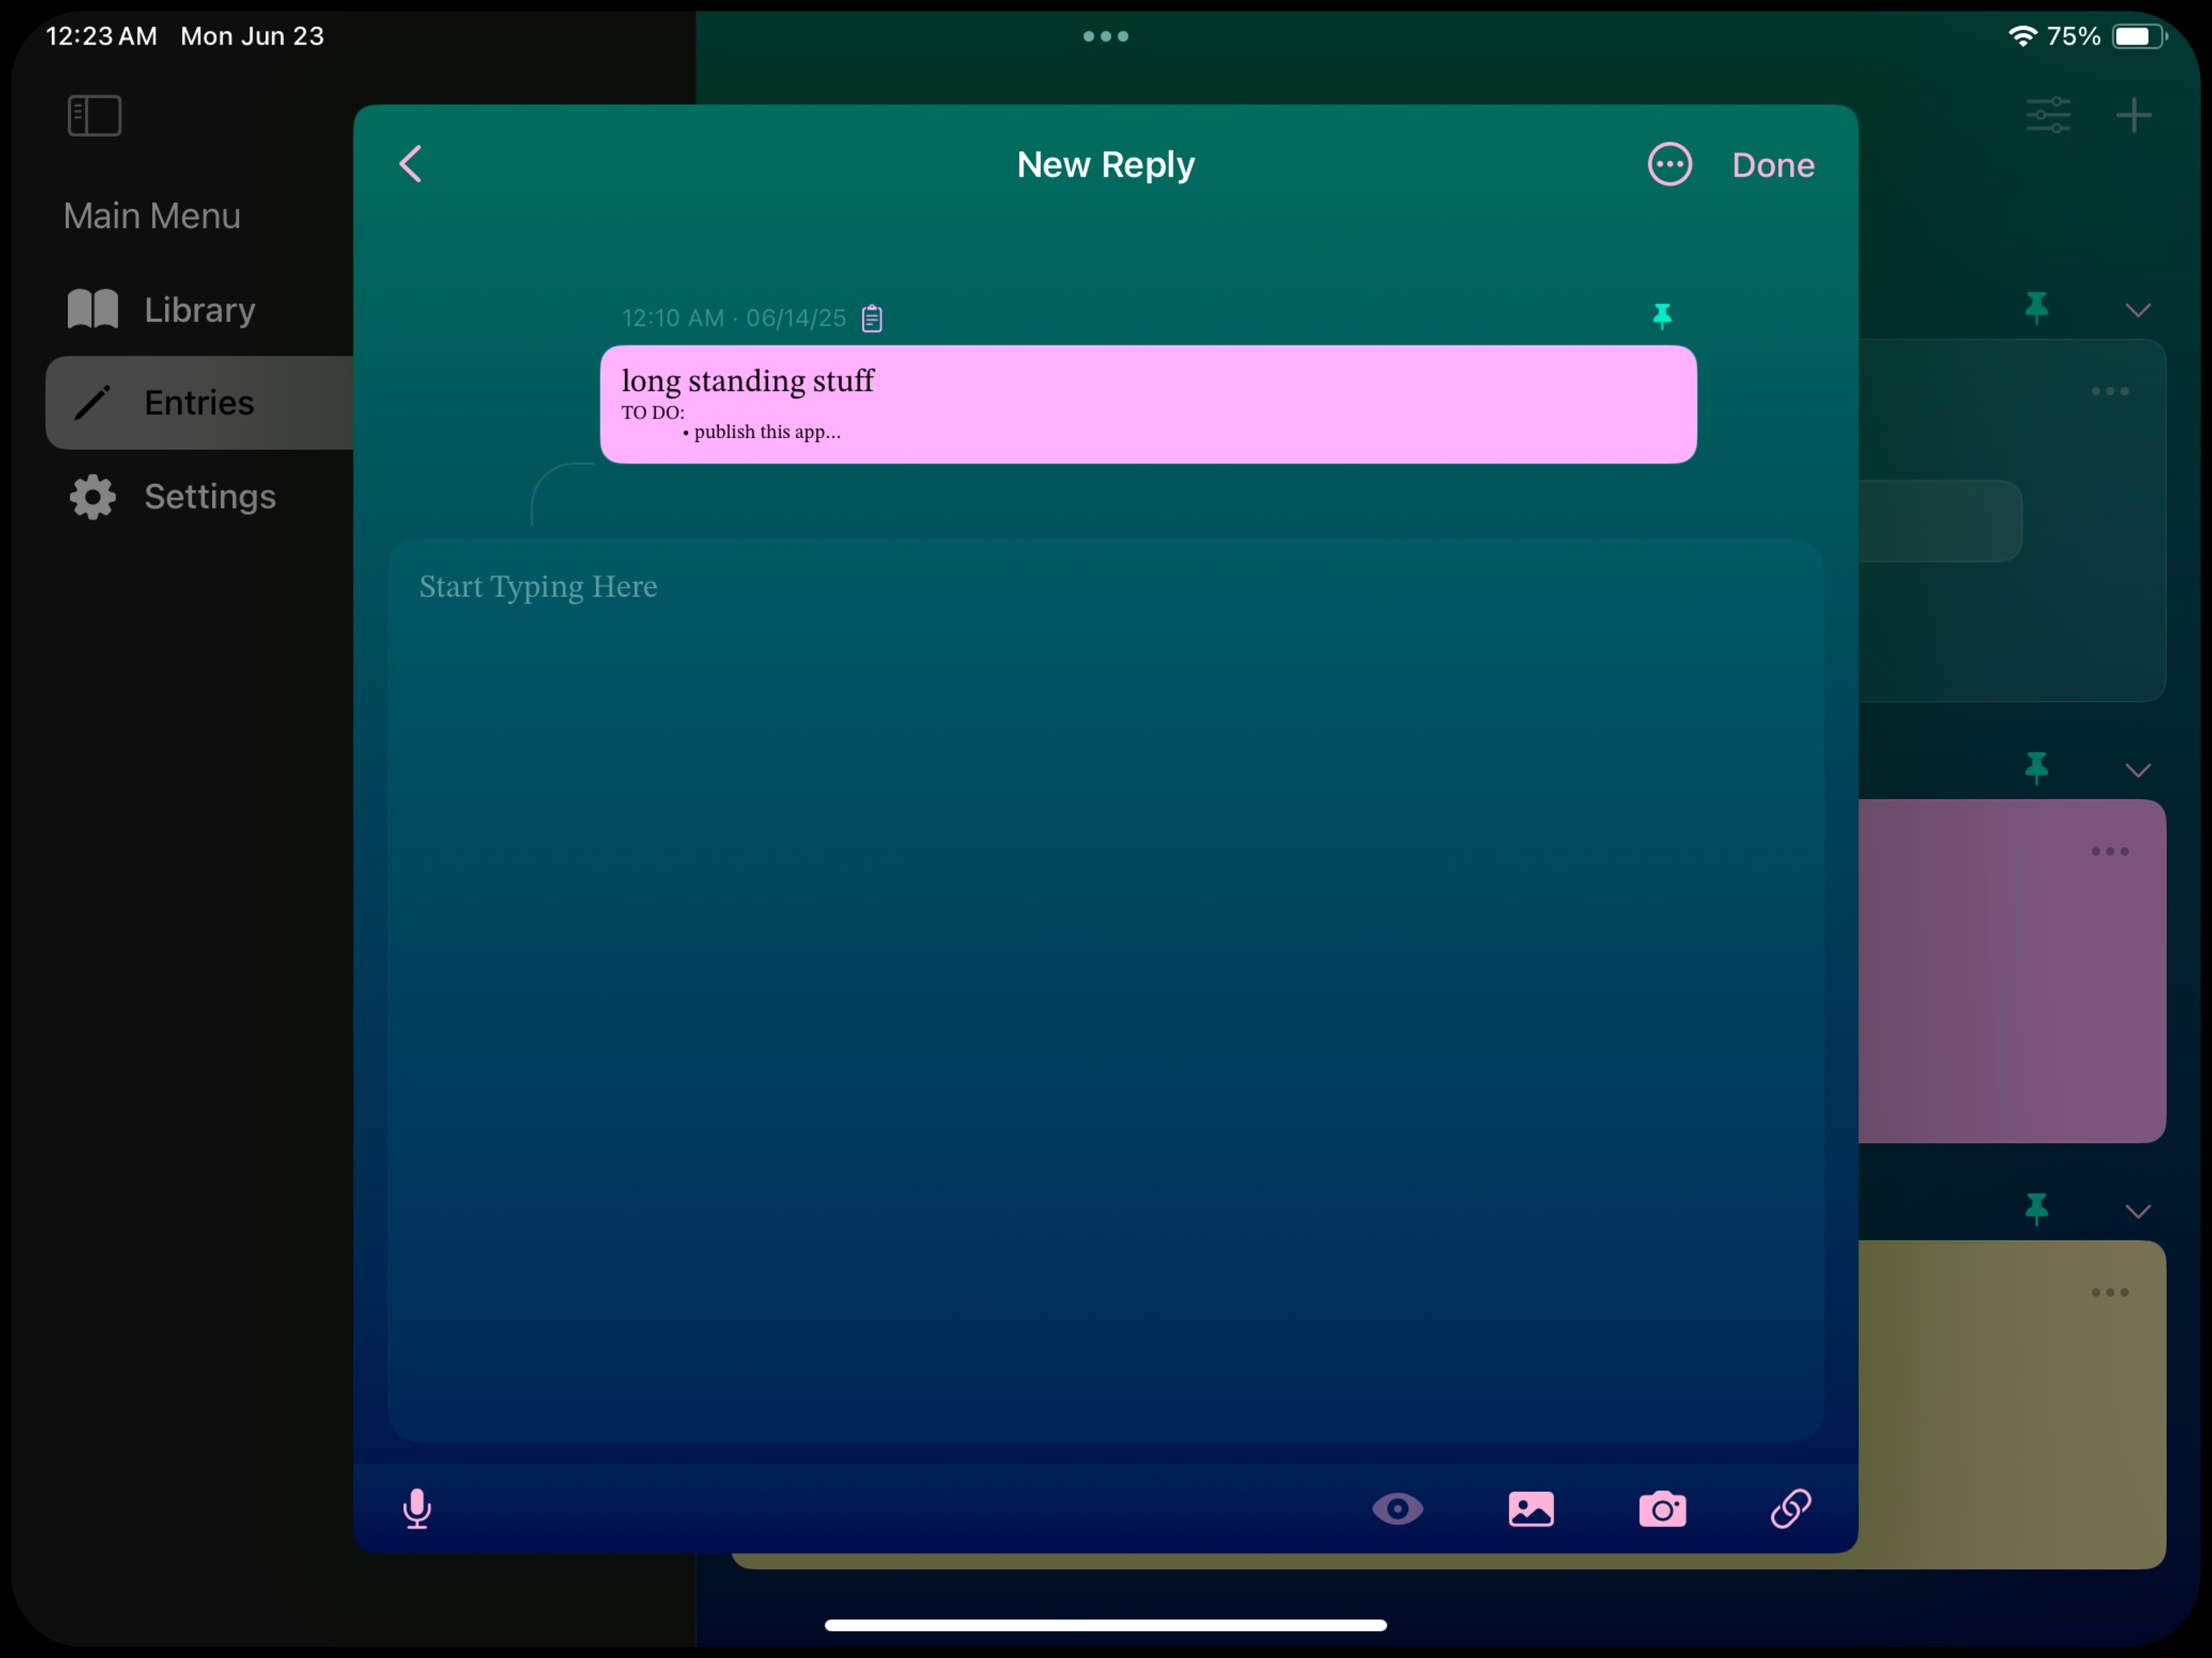 12:23 AM Mon Jun 23
75%
New Reply
Done
Main Menu
Library
Entries
Settings
12:10 AM · 06/14/25
long standing stuff
TO DO:
• publish this app...
Start Typing Here